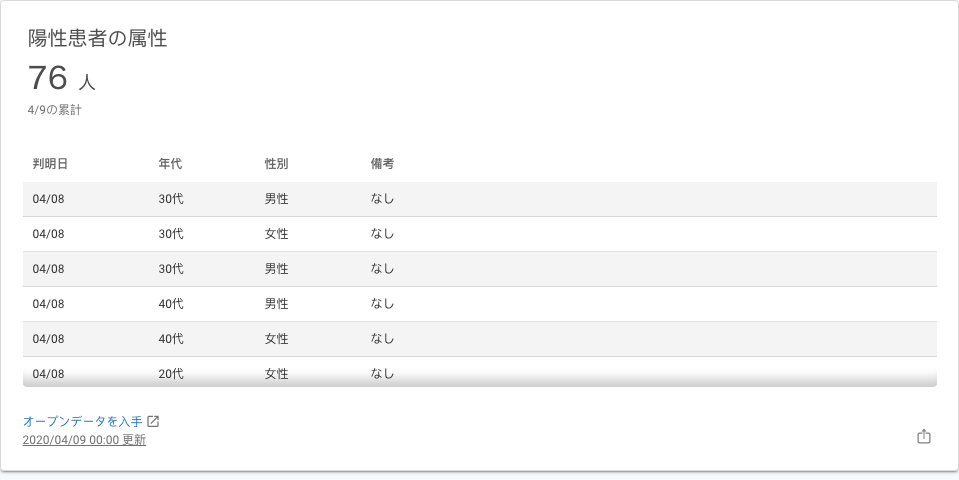 陽性患者の属性
76 人
4/9の累計
判明日 年代 性別 備考
04/08 30代 男性 なし
04/08 30代 女性 なし
04/08 30代 男性 なし
04/08 40代 男性 なし
04/08 40代 女性 なし
04/08 20代 女性 なし
オープンデータを入手
2020/04/09 00:00 更新